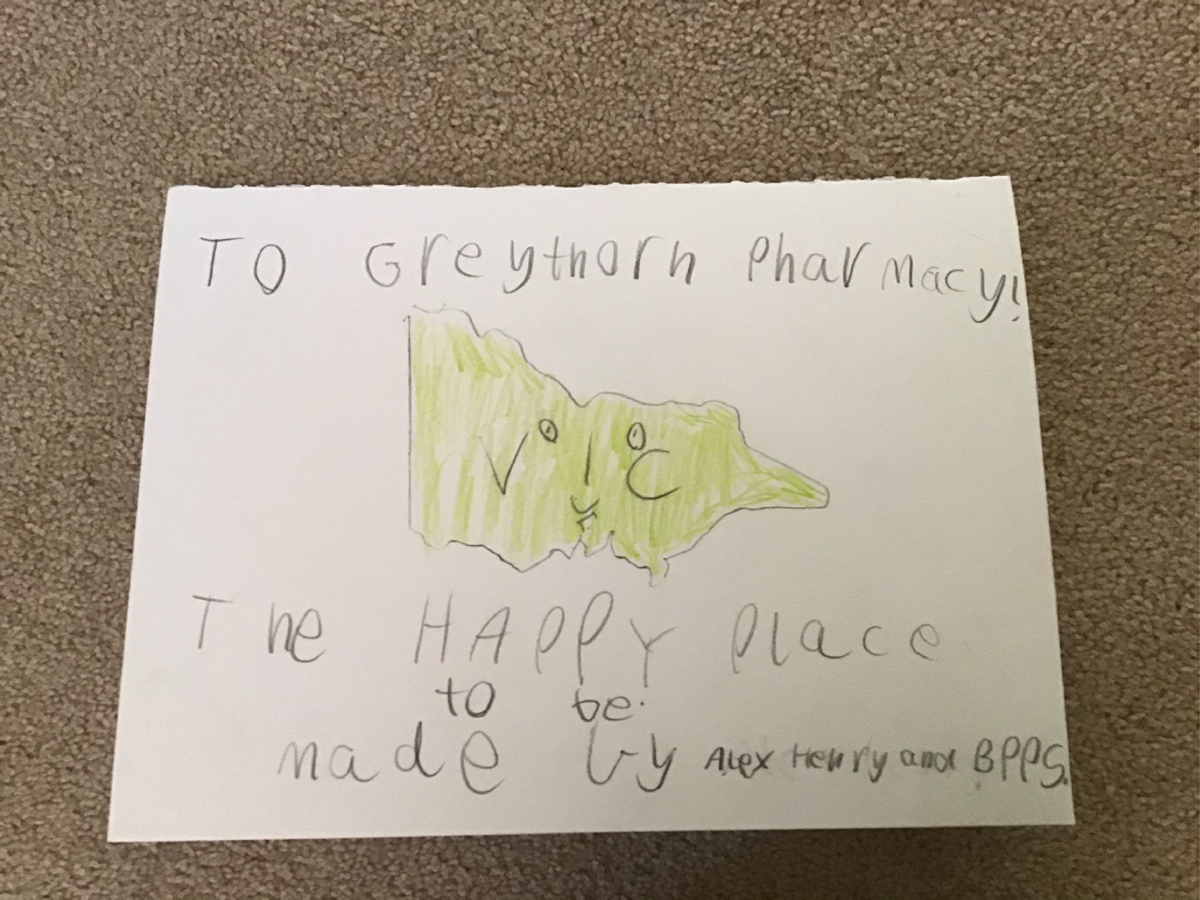 TO Greythorn Pharmacy!
VIC
The HAPPY Place
to be.
made by Alex Henry and BPPS.